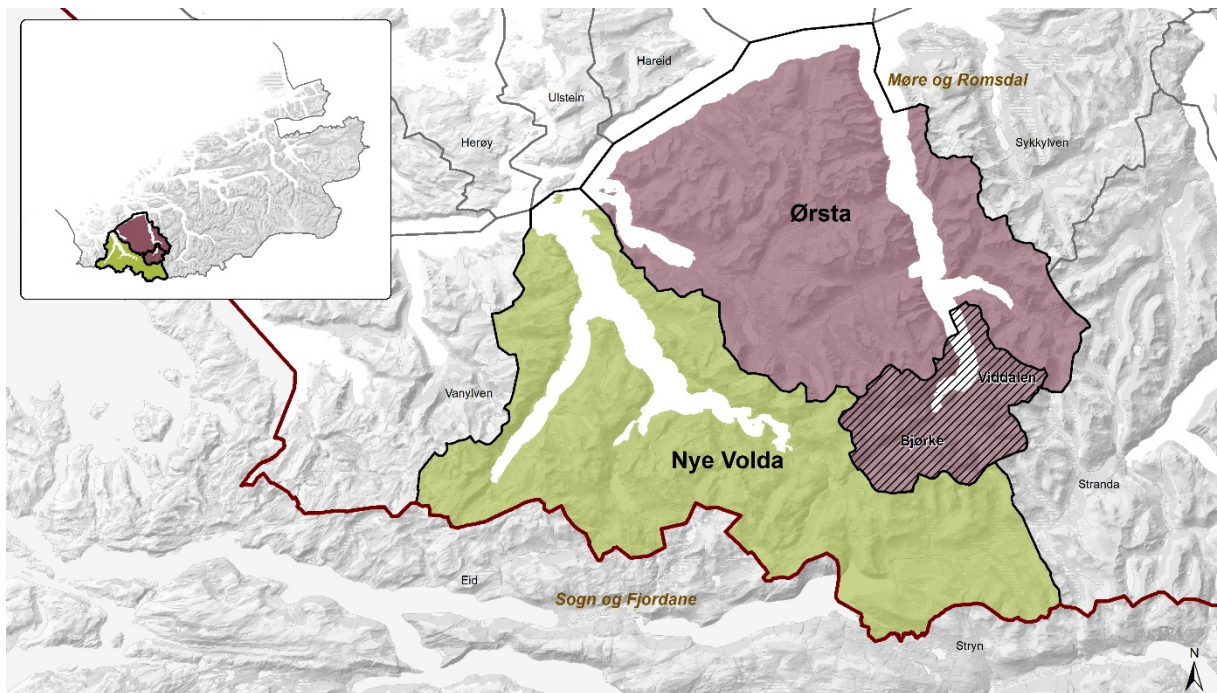 Hareid
Møre og Romsdal
Ulstein
Herøy
Sykkylven
Ørsta
Viddalen
Vanylven
Bjørke
Nye Volda
Stranda
Eid
Sogn og Fjordane
Stryn
N